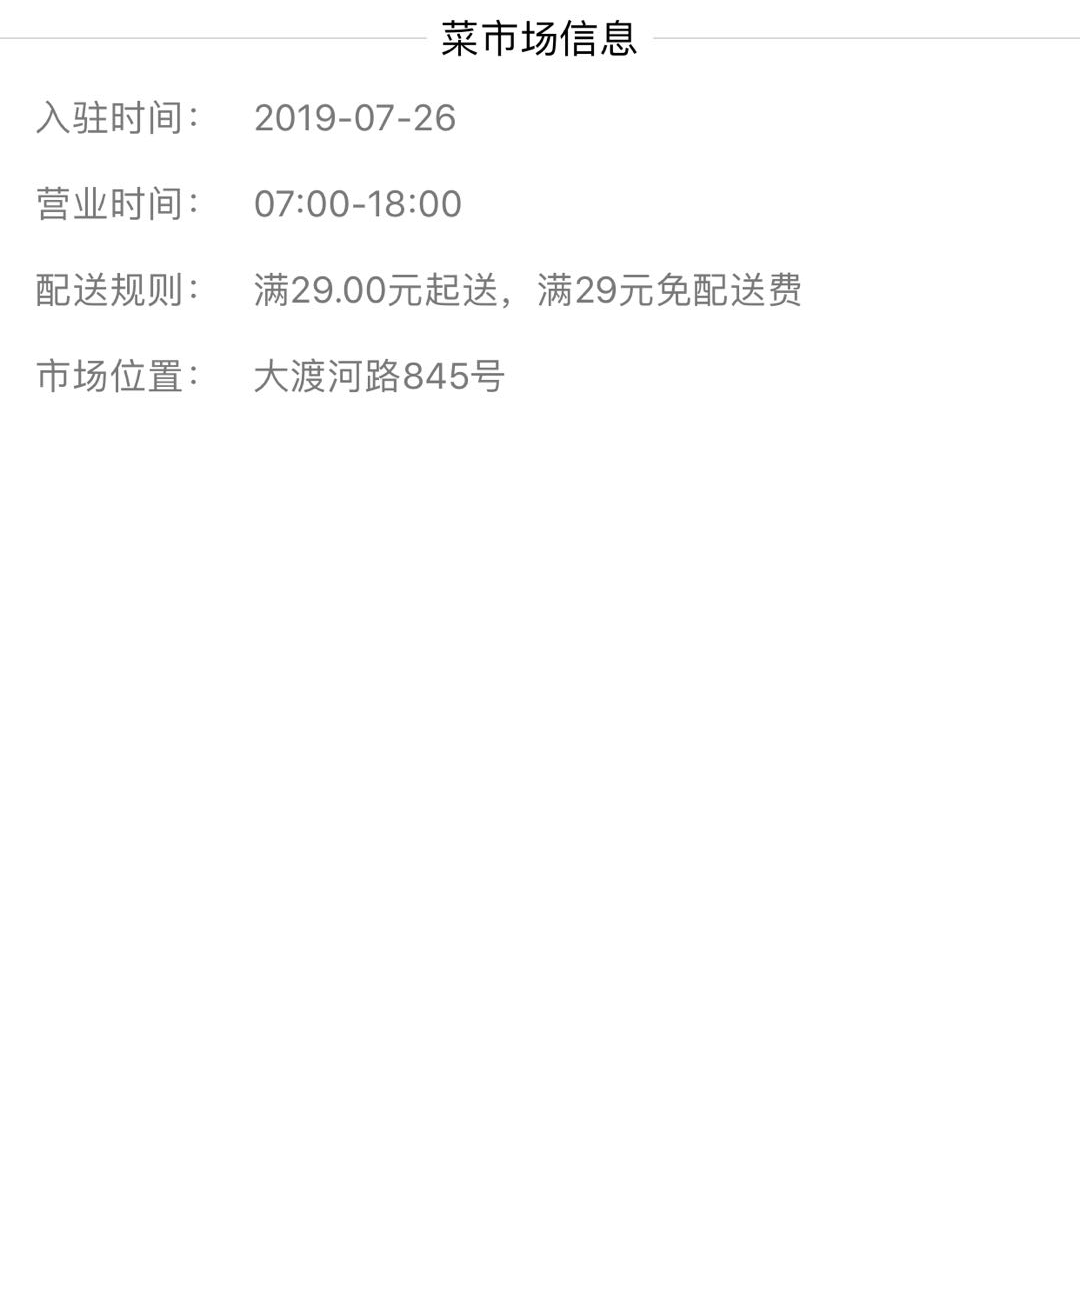 菜市场信息
入驻时间： 2019-07-26
营业时间： 07:00-18:00
配送规则： 满29.00元起送，满29元免配送费
市场位置： 大渡河路845号